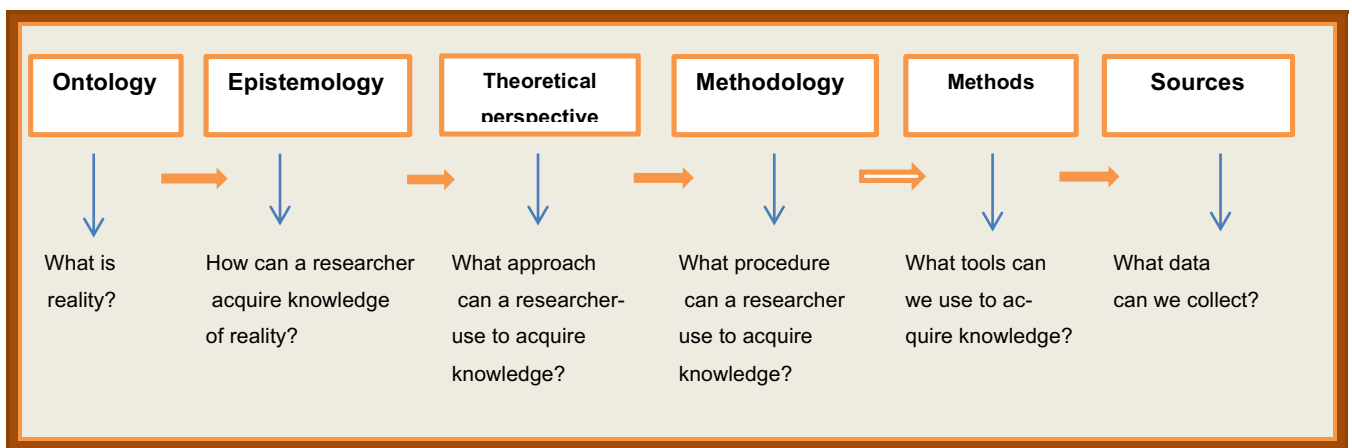 Ontology
Epistemology
Theoretical
perspective
Methodology
Methods
Sources
What is
reality?
How can a researcher
acquire knowledge
of reality?
What approach
can a researcher-
use to acquire
knowledge?
What procedure
can a researcher
use to acquire
knowledge?
What tools can
we use to ac-
quire knowledge?
What data
can we collect?